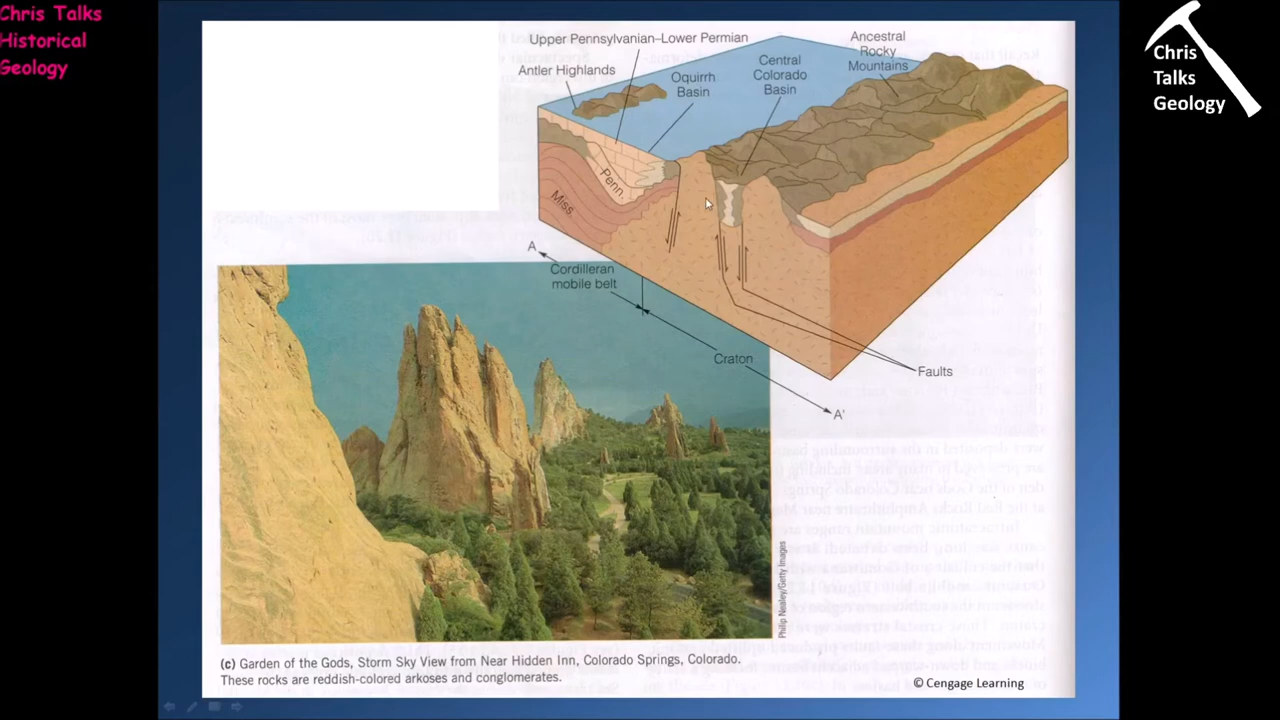 Chris Talks
Historical
Geology
Chris
Talks
Geology
Upper Pennsylvanian–Lower Permian
Antler Highlands
Oquirrh
Basin
Central
Colorado
Basin
Ancestral
Rocky
Mountains
Penn.
Miss
A
Cordilleran
mobile belt
Craton
A'
Faults
Philip Nealey/Getty Images
(c) Garden of the Gods, Storm Sky View from Near Hidden Inn, Colorado Springs, Colorado.
These rocks are reddish-colored arkoses and conglomerates.
© Cengage Learning